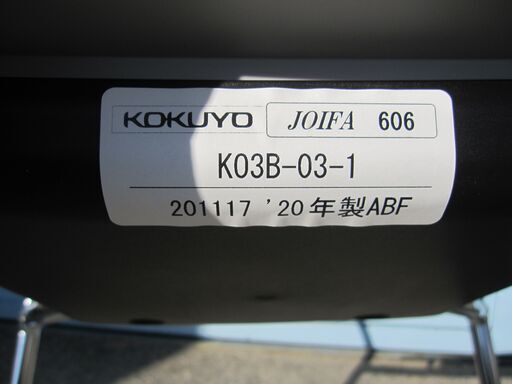 KOKUYO JOIFA 606
K03B-03-1
201117 '20年製ABF